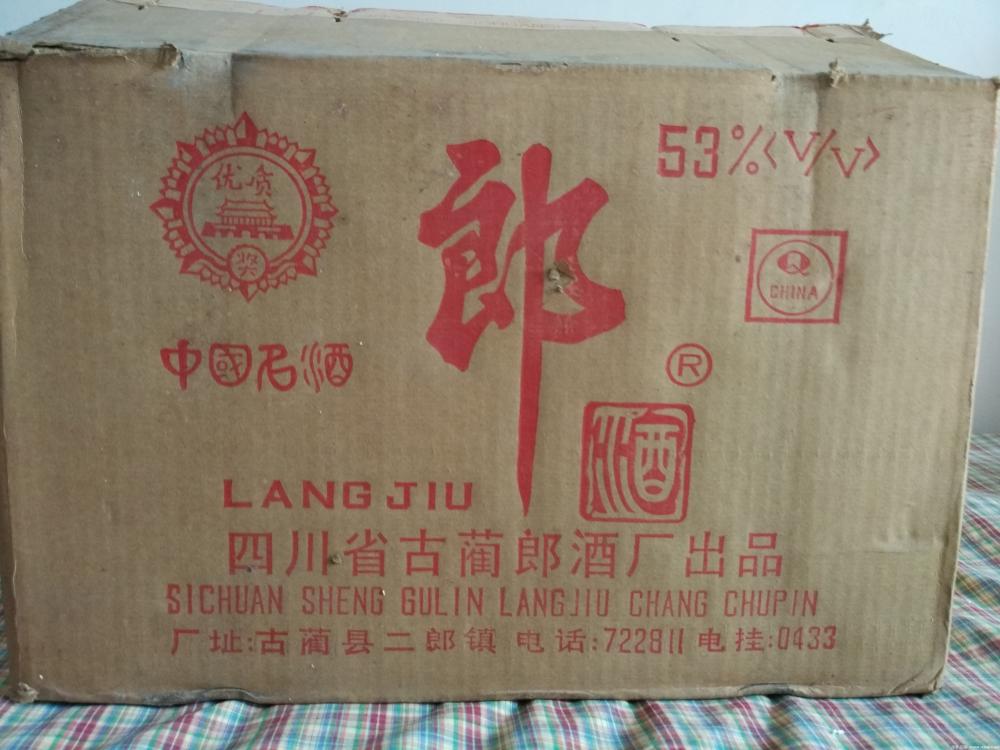 优质
奖
中國名酒
郎
酒
®
53%<V/V>
Q
CHINA
LANG JIU
四川省古蔺郎酒厂出品
SICHUAN SHENG GULIN LANGJIU CHANG CHUPIN
厂址:古蔺县二郎镇 电话:722811 电挂:0433